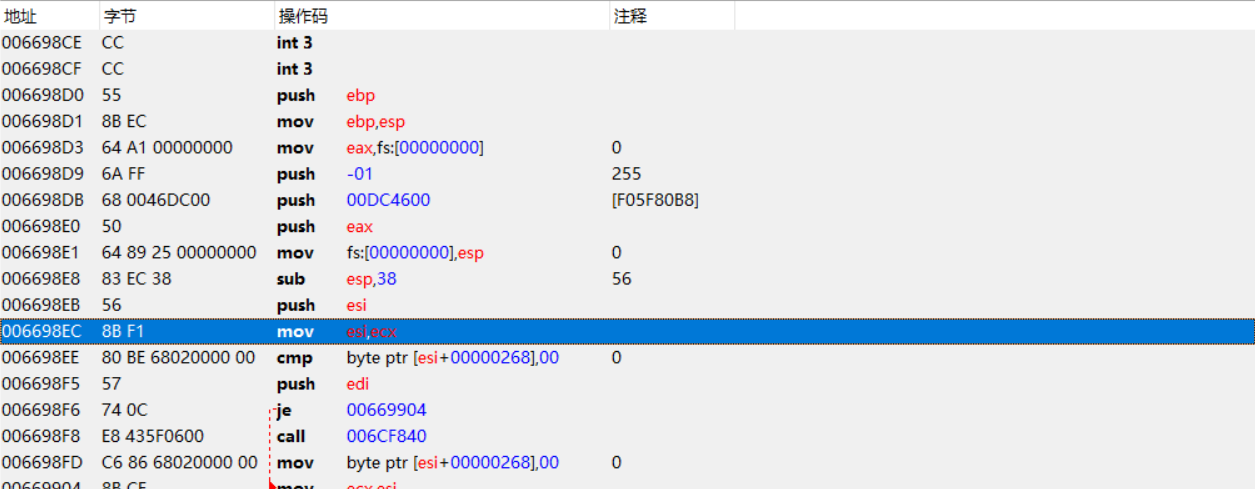 地址 字节 操作码 注释
006698CE CC int 3
006698CF CC int 3
006698D0 55 push ebp
006698D1 8B EC mov ebp,esp
006698D3 64 A1 00000000 mov eax,fs:[00000000] 0
006698D9 6A FF push -01 255
006698DB 68 0046DC00 push 00DC4600 [F05F80B8]
006698E0 50 push eax
006698E1 64 89 25 00000000 mov fs:[00000000],esp 0
006698E8 83 EC 38 sub esp,38 56
006698EB 56 push esi
006698EC 8B F1 mov esi,ecx
006698EE 80 BE 68020000 00 cmp byte ptr [esi+00000268],00 0
006698F5 57 push edi
006698F6 74 0C je 00669904
006698F8 E8 435F0600 call 006CF840
006698FD C6 86 68020000 00 mov byte ptr [esi+00000268],00 0
00669904 8B CE mov ecx,esi